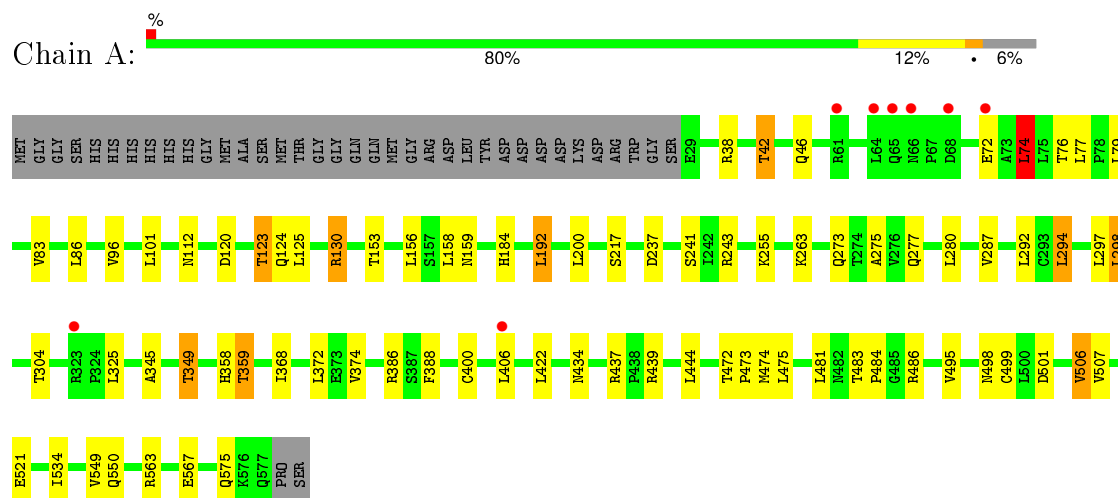 %
Chain A:
80% 12% • 6%
MET GLY GLY SER HIS HIS HIS HIS HIS HIS GLY MET ALA SER MET THR GLY GLY GLN GLN MET GLY ARG ASP LEU TYR ASP ASP ASP ASP LYS ASP ARG TRP GLY SER E29 R38 T42 Q46 R61 L64 Q65 N66 P67 D68 E72 A73 L74 L75 T76 L77 P78 L79
V83 L86 V96 L101 N112 D120 T123 Q124 L125 R130 T153 L156 S157 L158 N159 H184 L192 L200 S217 D237 S241 I242 R243 K255 K263 Q273 T274 A275 V276 Q277 L280 V287 L292 C293 L294 L297 L298
T304 R323 P324 L325 A345 T349 H358 T359 I368 L372 E373 V374 R386 S387 F388 C400 L406 L422 N434 R437 P438 R439 L444 T472 P473 M474 L475 L481 N482 T483 P484 G485 R486 V495 N498 C499 L500 D501 V506 V507
E521 I534 V549 Q550 R563 E567 Q575 K576 Q577 PRO SER